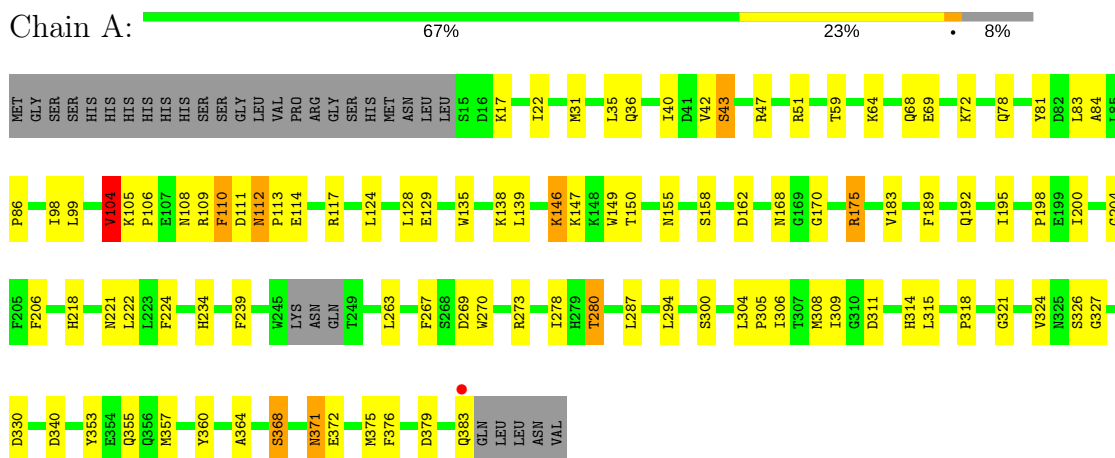 Chain A:
67% 23% • 8%
MET GLY SER SER HIS HIS HIS HIS HIS HIS SER SER GLY LEU VAL PRO ARG GLY SER HIS MET ASN LEU LEU S15 D16 K17 I22 M31 L35 Q36 I40 D41 V42 S43 R47 R51 T59 K64 Q68 E69 K72 Q78 Y81 D82 L83 A84 L85
P86 I98 L99 V104 K105 P106 E107 N108 R109 F110 D111 N112 P113 E114 R117 L124 L128 E129 W135 K138 L139 K146 K147 K148 W149 T150 N155 S158 D162 N168 G169 G170 R175 V183 F189 Q192 I195 P198 E199 I200 G204
F205 F206 H218 N221 L222 L223 F224 H234 F239 W245 LYS ASN GLN T249 L263 F267 S268 D269 W270 R273 I278 H279 T280 L287 L294 S300 L304 P305 I306 T307 M308 I309 G310 D311 H314 L315 P318 G321 V324 N325 S326 G327
D330 D340 Y353 E354 Q355 Q356 M357 Y360 A364 S368 N371 E372 M375 F376 D379 Q383 GLN LEU LEU ASN VAL